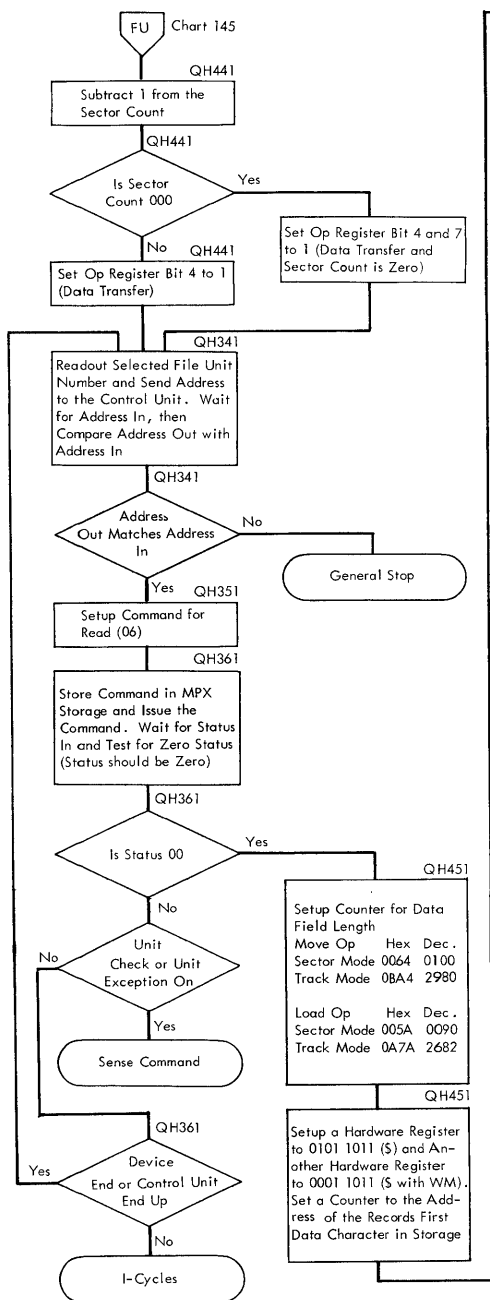 FU
Chart 145
QH441
Subtract 1 from the
Sector Count
QH441
Is Sector
Count 000
Yes
No
QH441
Set Op Register Bit 4 to 1
(Data Transfer)
Set Op Register Bit 4 and 7
to 1 (Data Transfer and
Sector Count is Zero)
QH341
Readout Selected File Unit
Number and Send Address
to the Control Unit. Wait
for Address In, then
Compare Address Out with
Address In
QH341
Address
Out Matches Address
In
No
General Stop
Yes
QH351
Setup Command for
Read (06)
QH361
Store Command in MPX
Storage and Issue the
Command. Wait for Status
In and Test for Zero Status
(Status should be Zero)
QH361
Is Status 00
Yes
No
No
Unit
Check or Unit
Exception On
Yes
Sense Command
QH361
Yes
Device
End or Control Unit
End Up
No
I-Cycles
QH451
Setup Counter for Data
Field Length
Move Op Hex Dec.
Sector Mode 0064 0100
Track Mode 0BA4 2980
Load Op Hex Dec.
Sector Mode 005A 0090
Track Mode 0A7A 2682
QH451
Setup a Hardware Register
to 0101 1011 ($) and An-
other Hardware Register
to 0001 1011 ($ with WM).
Set a Counter to the Add-
ress of the Records First
Data Character in Storage